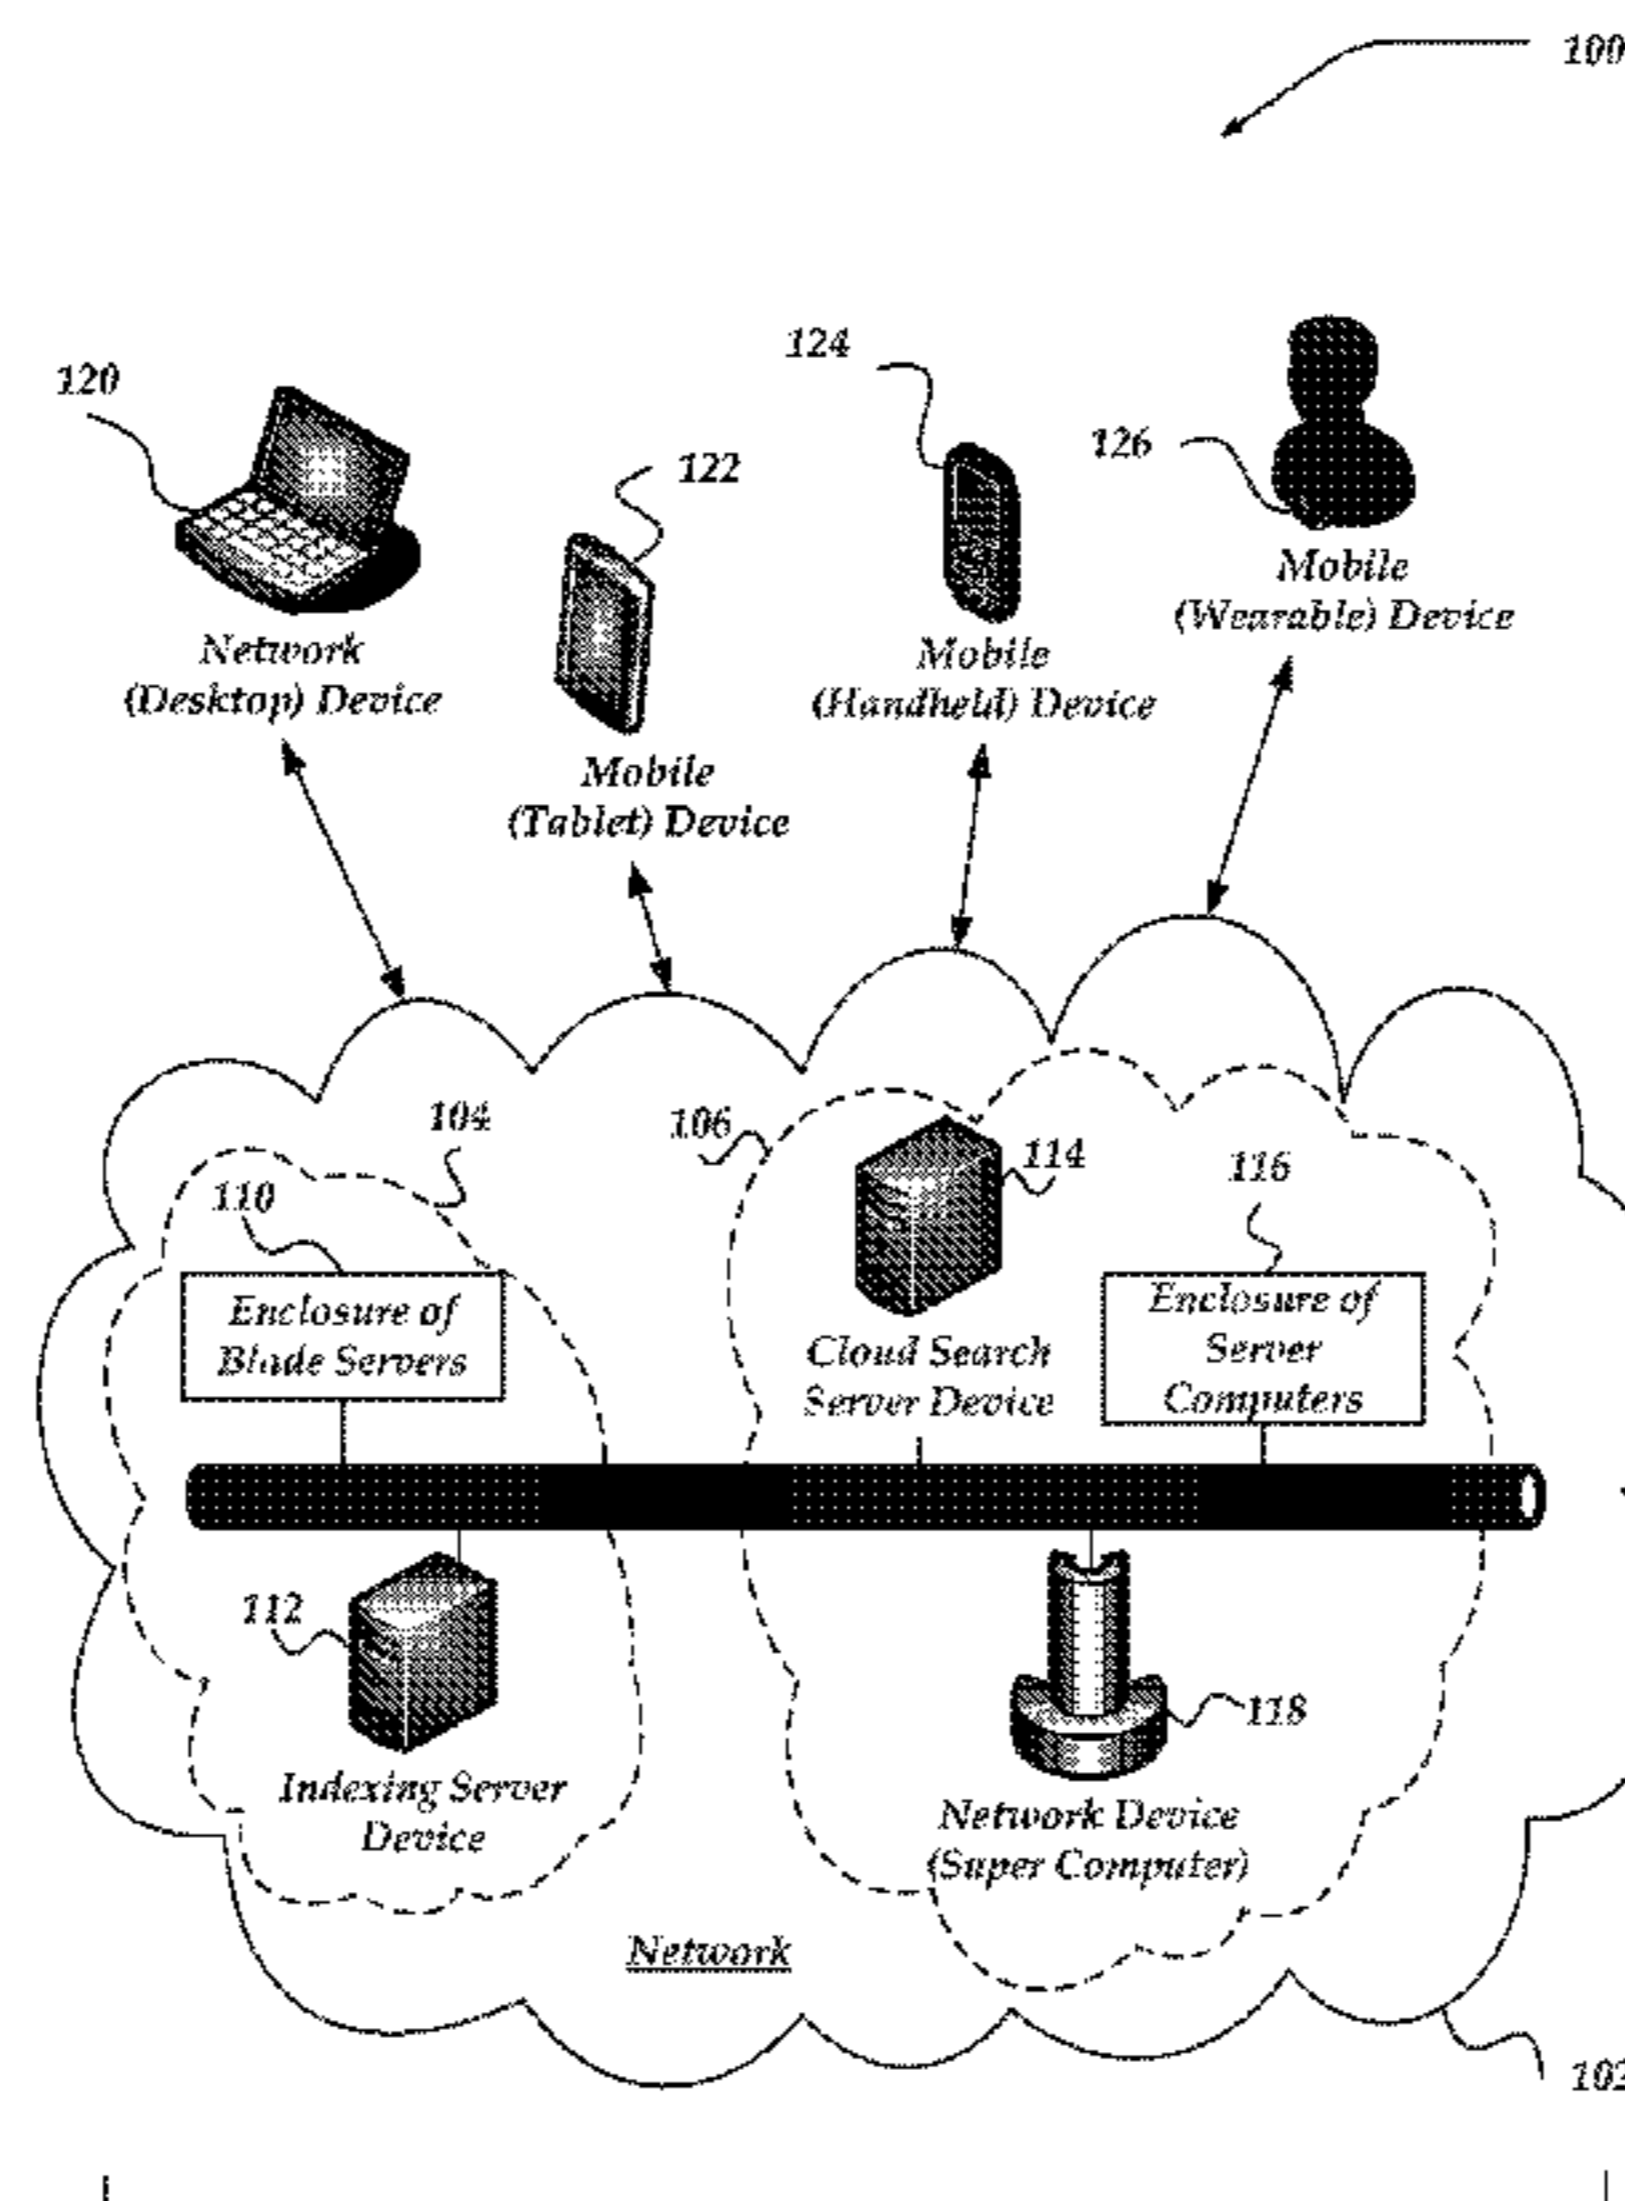 100
124
120
126
122
Mobile
(Wearable) Device
Network
(Desktop) Device
Mobile
(Handheld) Device
Mobile
(Tablet) Device
104
106
114
116
110
Enclosure of
Blade Servers
Enclosure of
Server
Computers
Cloud Search
Server Device
112
118
Indexing Server
Device
Network Device
(Super Computer)
Network
102